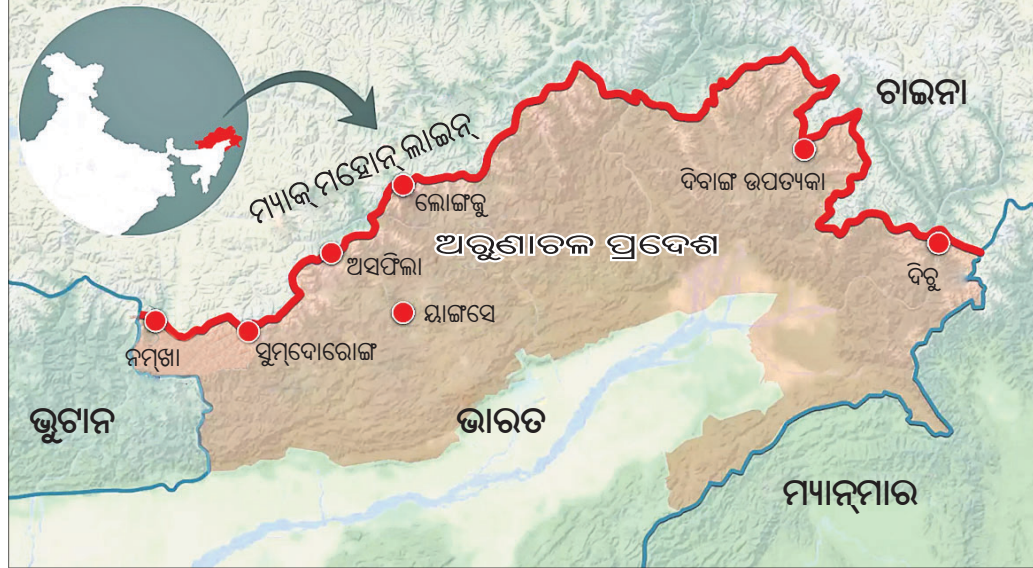 ଚାଇନା
ମ୍ୟାକ୍ ମହୋନ୍ ଲାଇନ୍
ଦିବାଙ୍ଗ ଉପତ୍ୟକା
ଲୋଙ୍ଗଜୁ
ଅରୁଣାଚଳ ପ୍ରଦେଶ
ଅସଫିଲା
ଦିଚୁ
ୟାଙ୍ଗସେ
ନମ୍‌ଖା
ସୁମ୍‌ଦୋରୋଙ୍ଗ
ଭୁଟାନ
ଭାରତ
ମ୍ୟାନ୍‌ମାର